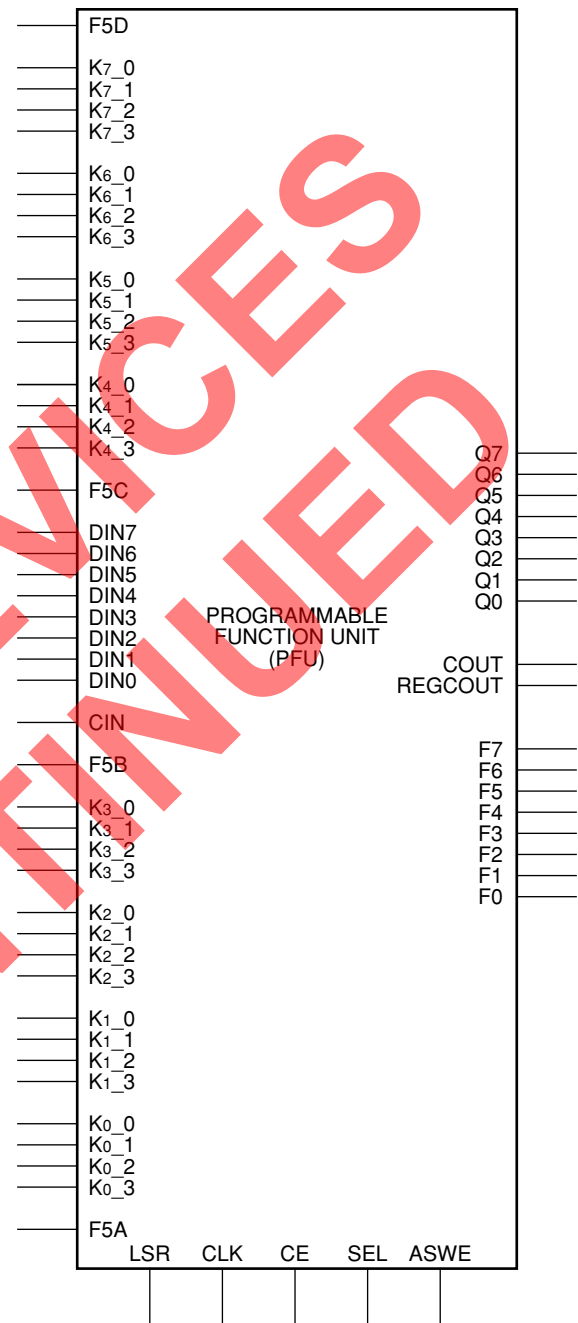 F5D
K7_0
K7_1
K7_2
K7_3
K6_0
K6_1
K6_2
K6_3
K5_0
K5_1
K5_2
K5_3
K4_0
K4_1
K4_2
K4_3
F5C
DIN7
DIN6
DIN5
DIN4
DIN3
DIN2
DIN1
DIN0
CIN
F5B
K3_0
K3_1
K3_2
K3_3
K2_0
K2_1
K2_2
K2_3
K1_0
K1_1
K1_2
K1_3
K0_0
K0_1
K0_2
K0_3
F5A
PROGRAMMABLE
FUNCTION UNIT
(PFU)
Q7
Q6
Q5
Q4
Q3
Q2
Q1
Q0
COUT
REGCOUT
F7
F6
F5
F4
F3
F2
F1
F0
LSR CLK CE SEL ASWE
VICES
TINUED